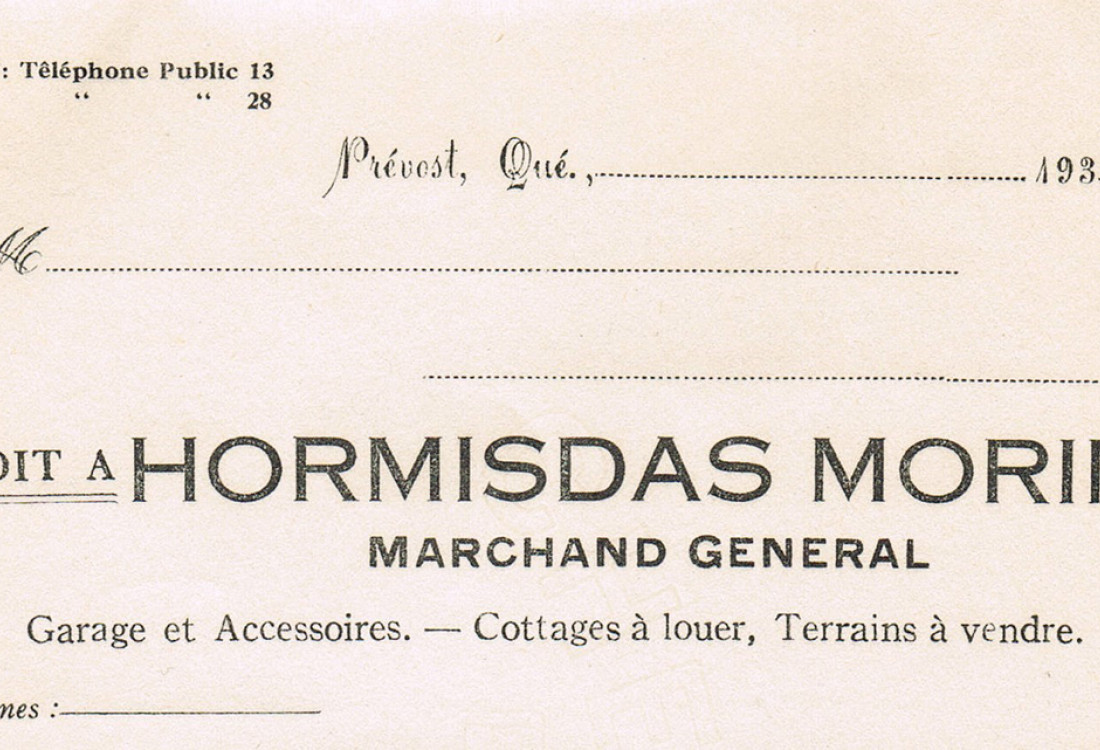 : Têléphone Public 13
“ “ 28
Prévost, Qué., 193
M
OIT A HORMISDAS MORI
MARCHAND GENERAL
Garage et Accessoires. — Cottages à louer, Terrains à vendre.
nes :